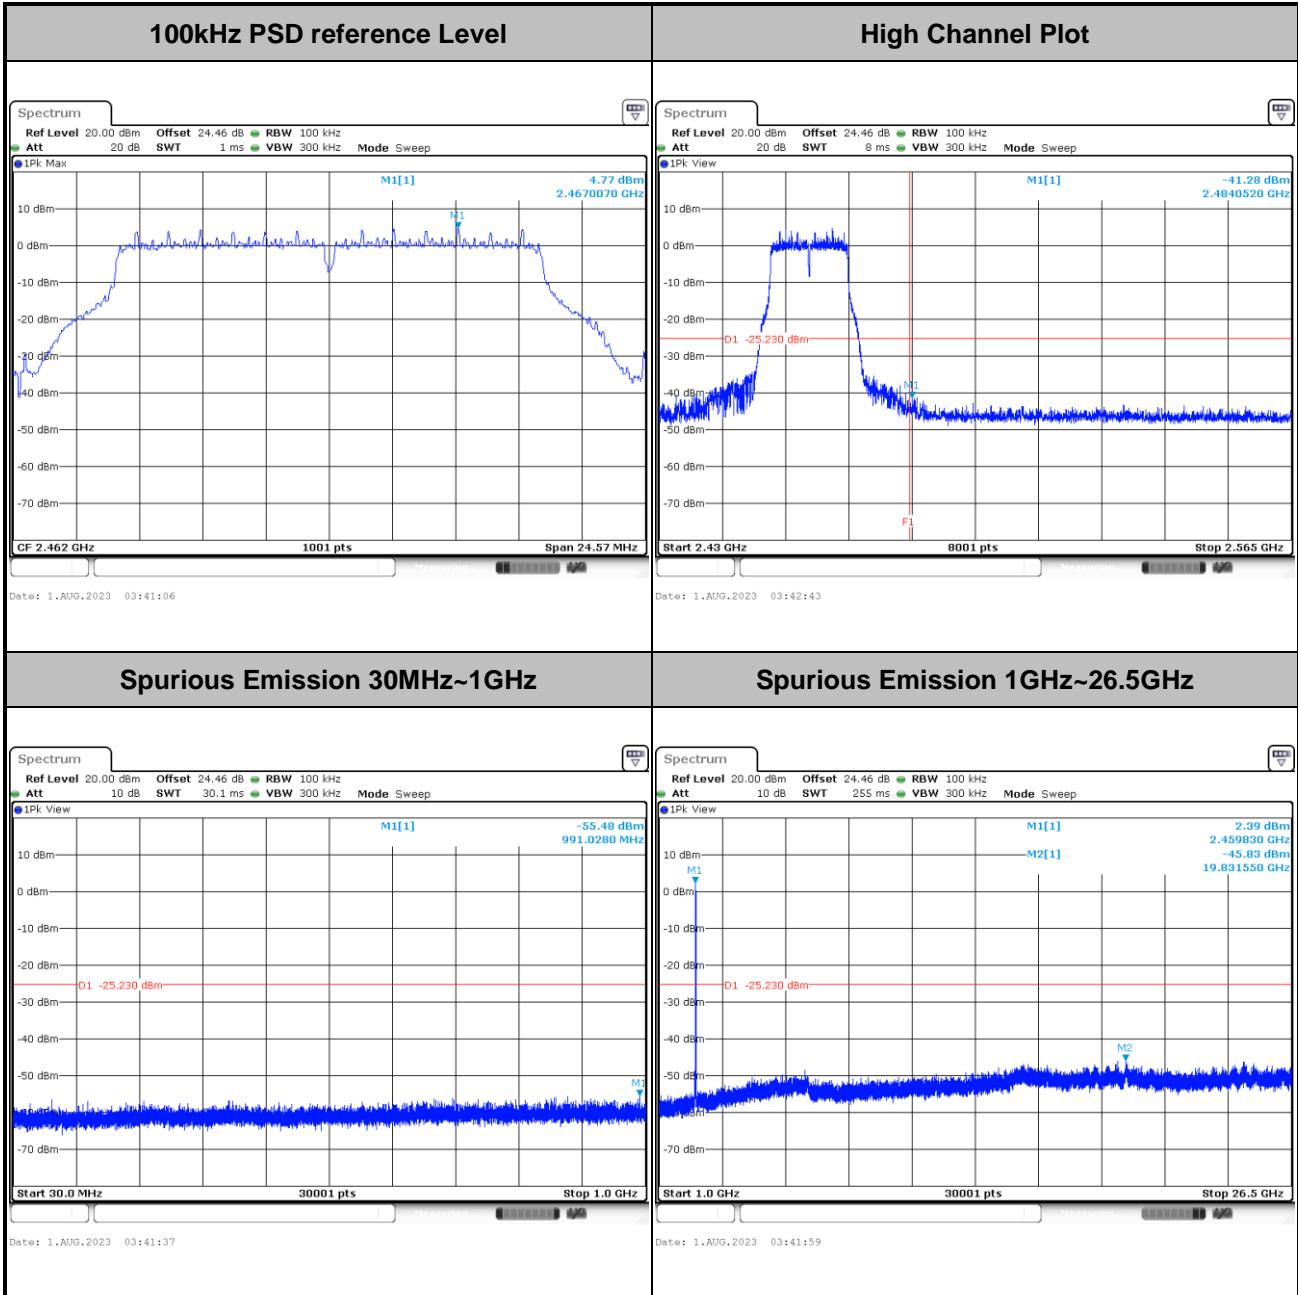 100kHz PSD reference Level
High Channel Plot
Spectrum
Ref Level 20.00 dBm Offset 24.46 dB RBW 100 kHz
Att 20 dB SWT 1 ms VBW 300 kHz Mode Sweep
1Pk Max
M1[1] 4.77 dBm
2.4670070 GHz
M1
10 dBm
0 dBm
-10 dBm
-20 dBm
-30 dBm
-40 dBm
-50 dBm
-60 dBm
-70 dBm
CF 2.462 GHz 1001 pts Span 24.57 MHz
Measuring...
Date: 1.AUG.2023 03:41:06
Spectrum
Ref Level 20.00 dBm Offset 24.46 dB RBW 100 kHz
Att 20 dB SWT 8 ms VBW 300 kHz Mode Sweep
1Pk View
M1[1] -41.28 dBm
2.4840520 GHz
10 dBm
0 dBm
-10 dBm
-20 dBm
D1 -25.230 dBm
-30 dBm
M1
-40 dBm
-50 dBm
-60 dBm
-70 dBm
F1
Start 2.43 GHz 8001 pts Stop 2.565 GHz
Measuring...
Date: 1.AUG.2023 03:42:43
Spurious Emission 30MHz~1GHz
Spurious Emission 1GHz~26.5GHz
Spectrum
Ref Level 20.00 dBm Offset 24.46 dB RBW 100 kHz
Att 10 dB SWT 30.1 ms VBW 300 kHz Mode Sweep
1Pk View
M1[1] -55.48 dBm
991.0280 MHz
10 dBm
0 dBm
-10 dBm
-20 dBm
D1 -25.230 dBm
-30 dBm
-40 dBm
-50 dBm
M1
-70 dBm
Start 30.0 MHz 30001 pts Stop 1.0 GHz
Measuring...
Date: 1.AUG.2023 03:41:37
Spectrum
Ref Level 20.00 dBm Offset 24.46 dB RBW 100 kHz
Att 10 dB SWT 255 ms VBW 300 kHz Mode Sweep
1Pk View
M1[1] 2.39 dBm
2.459830 GHz
10 dBm M2[1] -45.83 dBm
19.831550 GHz
M1
0 dBm
-10 dBm
-20 dBm
D1 -25.230 dBm
-30 dBm
-40 dBm
M2
-50 dBm
-70 dBm
Start 1.0 GHz 30001 pts Stop 26.5 GHz
Measuring...
Date: 1.AUG.2023 03:41:59